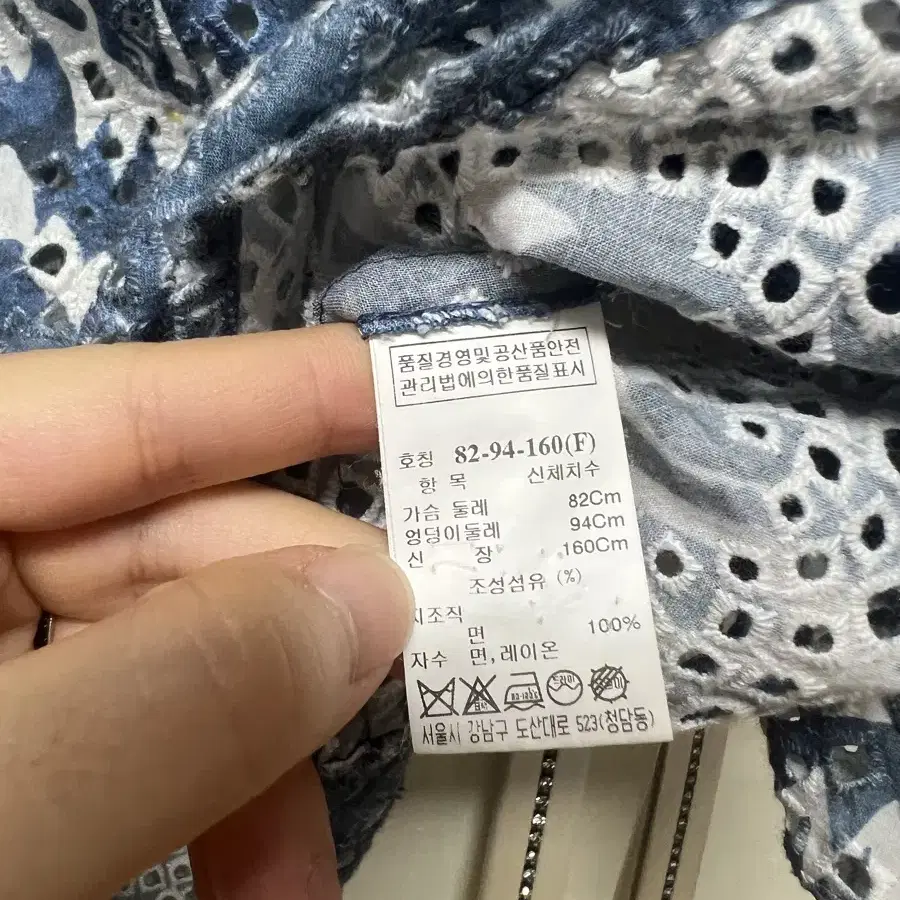 품질경영및공산품안전
관리법에의한품질표시
호칭 82-94-160(F)
항 목 신체치수
가슴 둘레 82Cm
엉덩이둘레 94Cm
신 장 160Cm
조성섬유 (%)
지조직
면 100%
자수 면,레이온
드라이
서울시 강남구 도산대로 523(청담동)